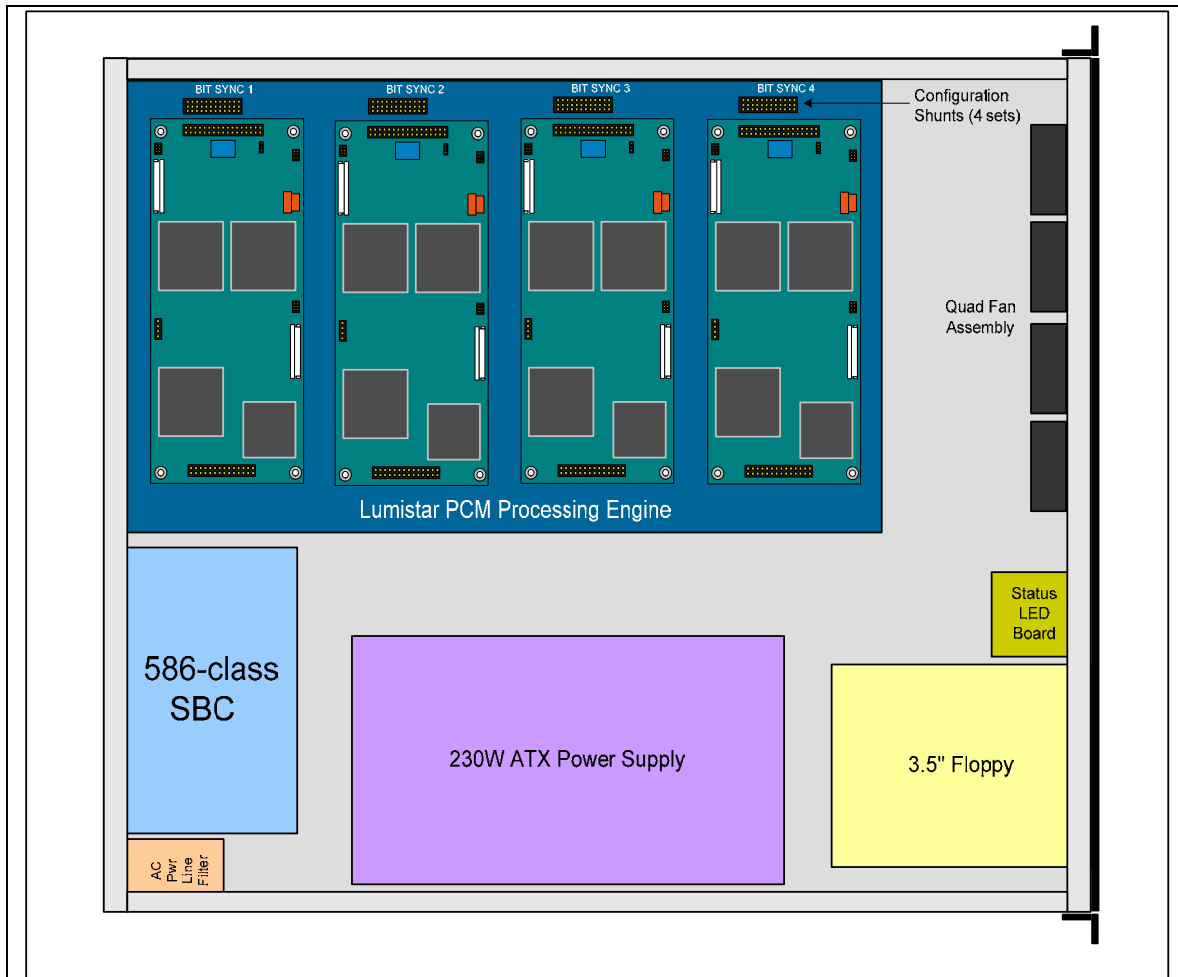 BIT SYNC 1
BIT SYNC 2
BIT SYNC 3
BIT SYNC 4
Configuration
Shunts (4 sets)
Quad Fan
Assembly
Lumistar PCM Processing Engine
Status
LED
Board
586-class
SBC
230W ATX Power Supply
3.5" Floppy
AC
Pwr
Line
Filter